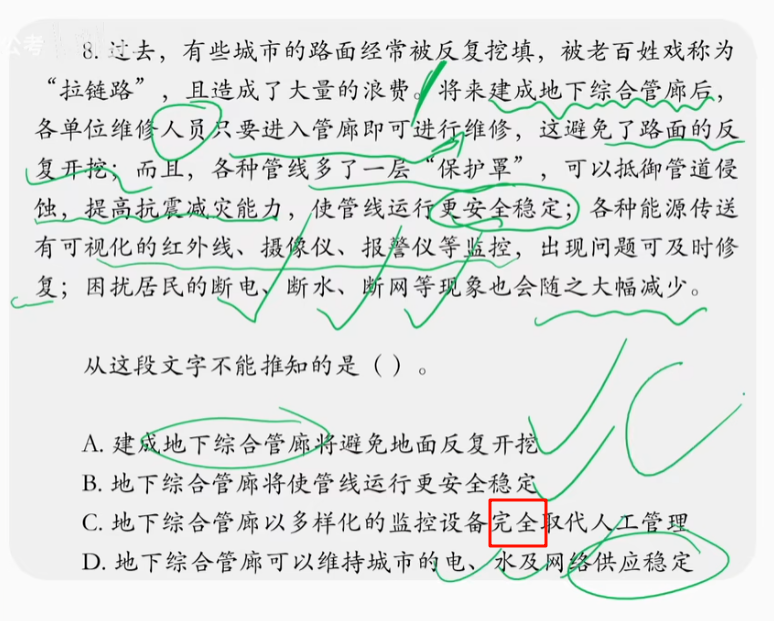 公考
8. 过去，有些城市的路面经常被反复挖填，被老百姓戏称为
“拉链路”，且造成了大量的浪费。将来建成地下综合管廊后，
各单位维修人员只要进入管廊即可进行维修，这避免了路面的反
复开挖；而且，各种管线多了一层“保护罩”，可以抵御管道侵
蚀，提高抗震减灾能力，使管线运行更安全稳定；各种能源传送
有可视化的红外线、摄像仪、报警仪等监控，出现问题可及时修
复；困扰居民的断电、断水、断网等现象也会随之大幅减少。
从这段文字不能推知的是（ ）。
A. 建成地下综合管廊将避免地面反复开挖
B. 地下综合管廊将使管线运行更安全稳定
C. 地下综合管廊以多样化的监控设备完全取代人工管理
D. 地下综合管廊可以维持城市的电、水及网络供应稳定
C